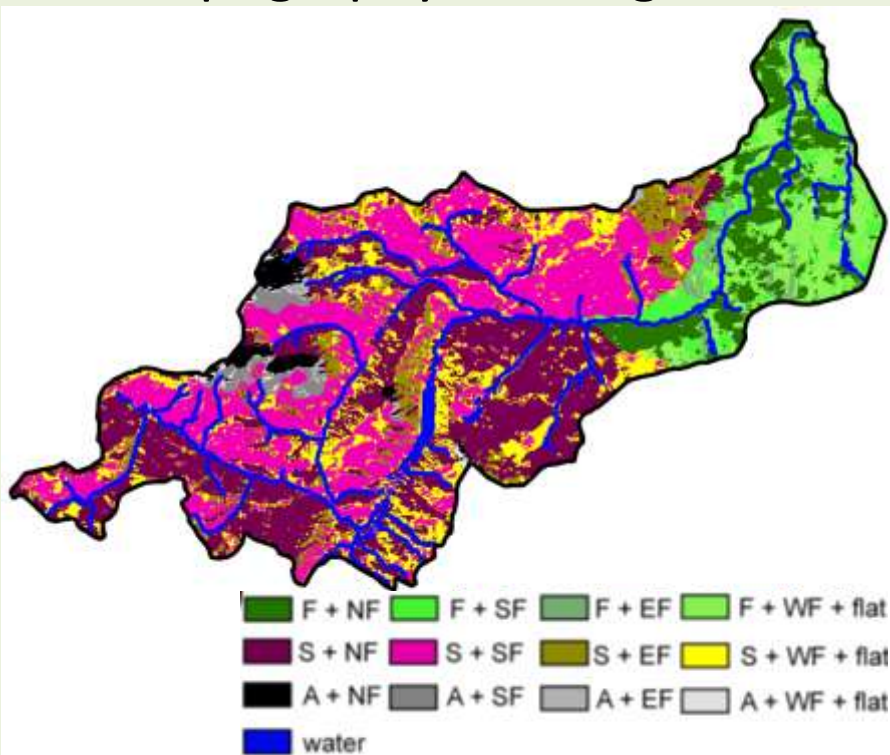 F + NF F + SF F + EF F + WF + flat
S + NF S + SF S + EF S + WF + flat
A + NF A + SF A + EF A + WF + flat
water